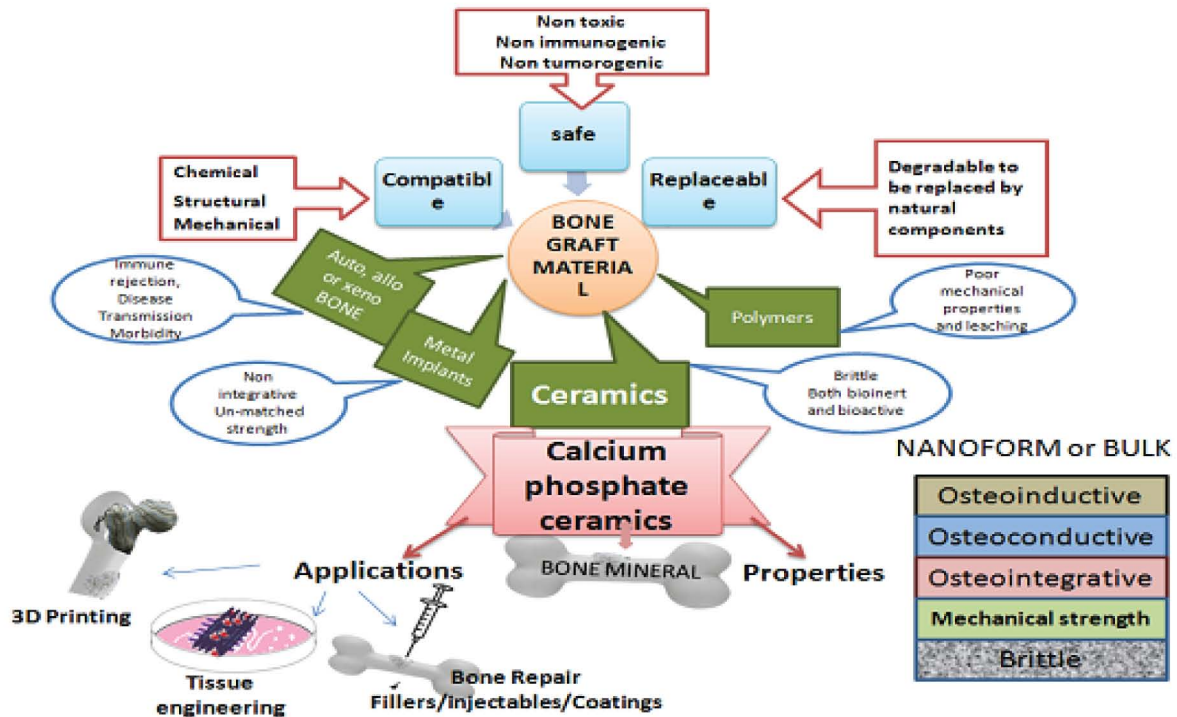 Non toxic
Non immunogenic
Non tumorogenic
safe
Chemical
Structural
Mechanical
Compatibl
e
Replaceabl
e
Degradable to
be replaced by
natural
components
BONE
GRAFT
MATERIA
L
Immune
rejection,
Disease
Transmission
Morbidity
Auto, allo
or xeno
BONE
Metal
Implants
Non
integrative
Un-matched
strength
Polymers
Poor
mechanical
properties
and leaching
Ceramics
Brittle
Both bioinert
and bioactive
Calcium
phosphate
ceramics
BONE MINERAL
Applications
Properties
NANOFORM or BULK
Osteoinductive
Osteoconductive
Osteointegrative
Mechanical strength
Brittle
3D Printing
Tissue
engineering
Bone Repair
Fillers/injectables/Coatings